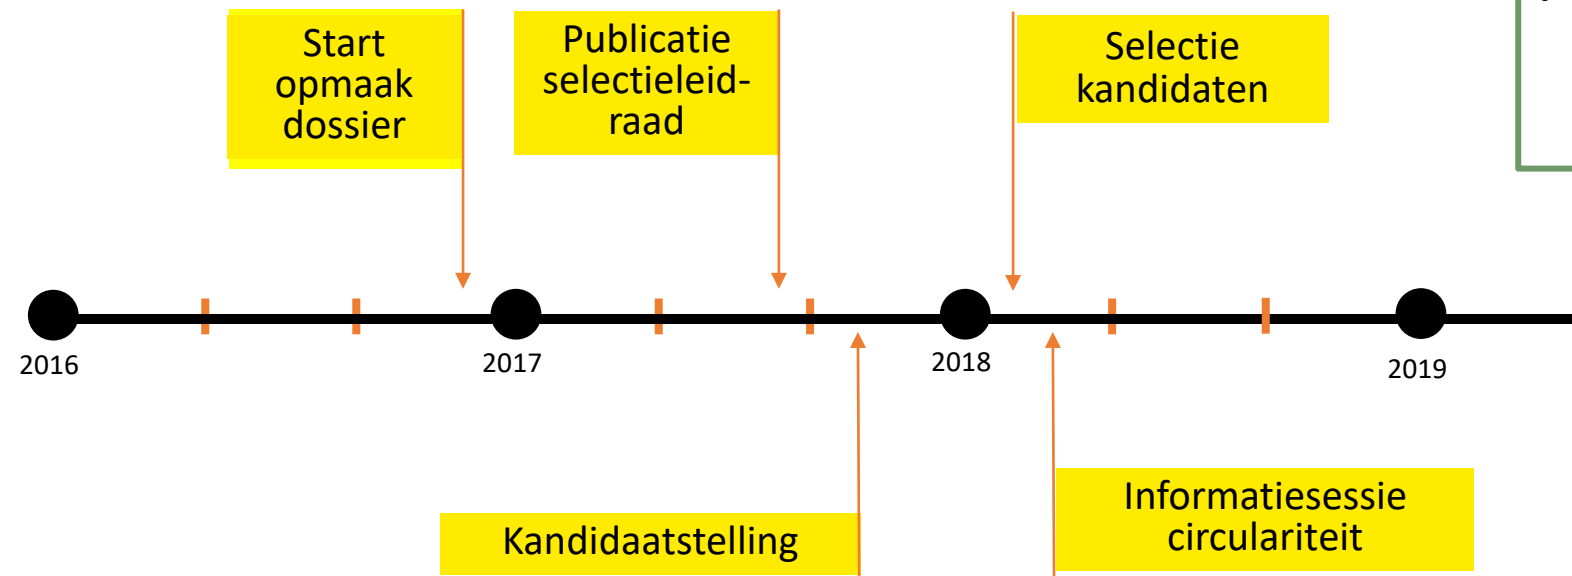 Start
opmaak
dossier
Publicatie
selectieleid-
raad
Selectie
kandidaten
2016
2017
2018
2019
Kandidaatstelling
Informatiesessie
circulariteit